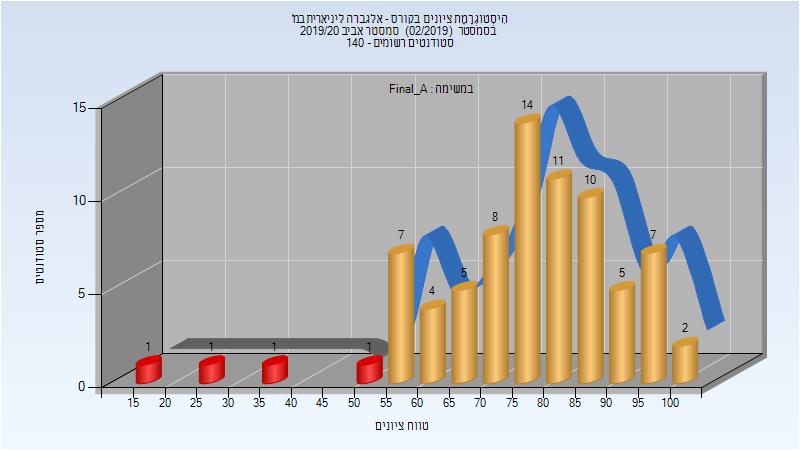 היסטוגרמת ציונים בקורס - אלגברה ליניארית במ'
בסמסטר (02/2019) סמסטר אביב 2019/20
סטודנטים רשומים - 140
במשימה : Final_A
מספר סטודנטים
15
10
5
0
1
1
1
1
7
4
5
8
14
11
10
5
7
2
15 20 25 30 35 40 45 50 55 60 65 70 75 80 85 90 95 100
טווח ציונים